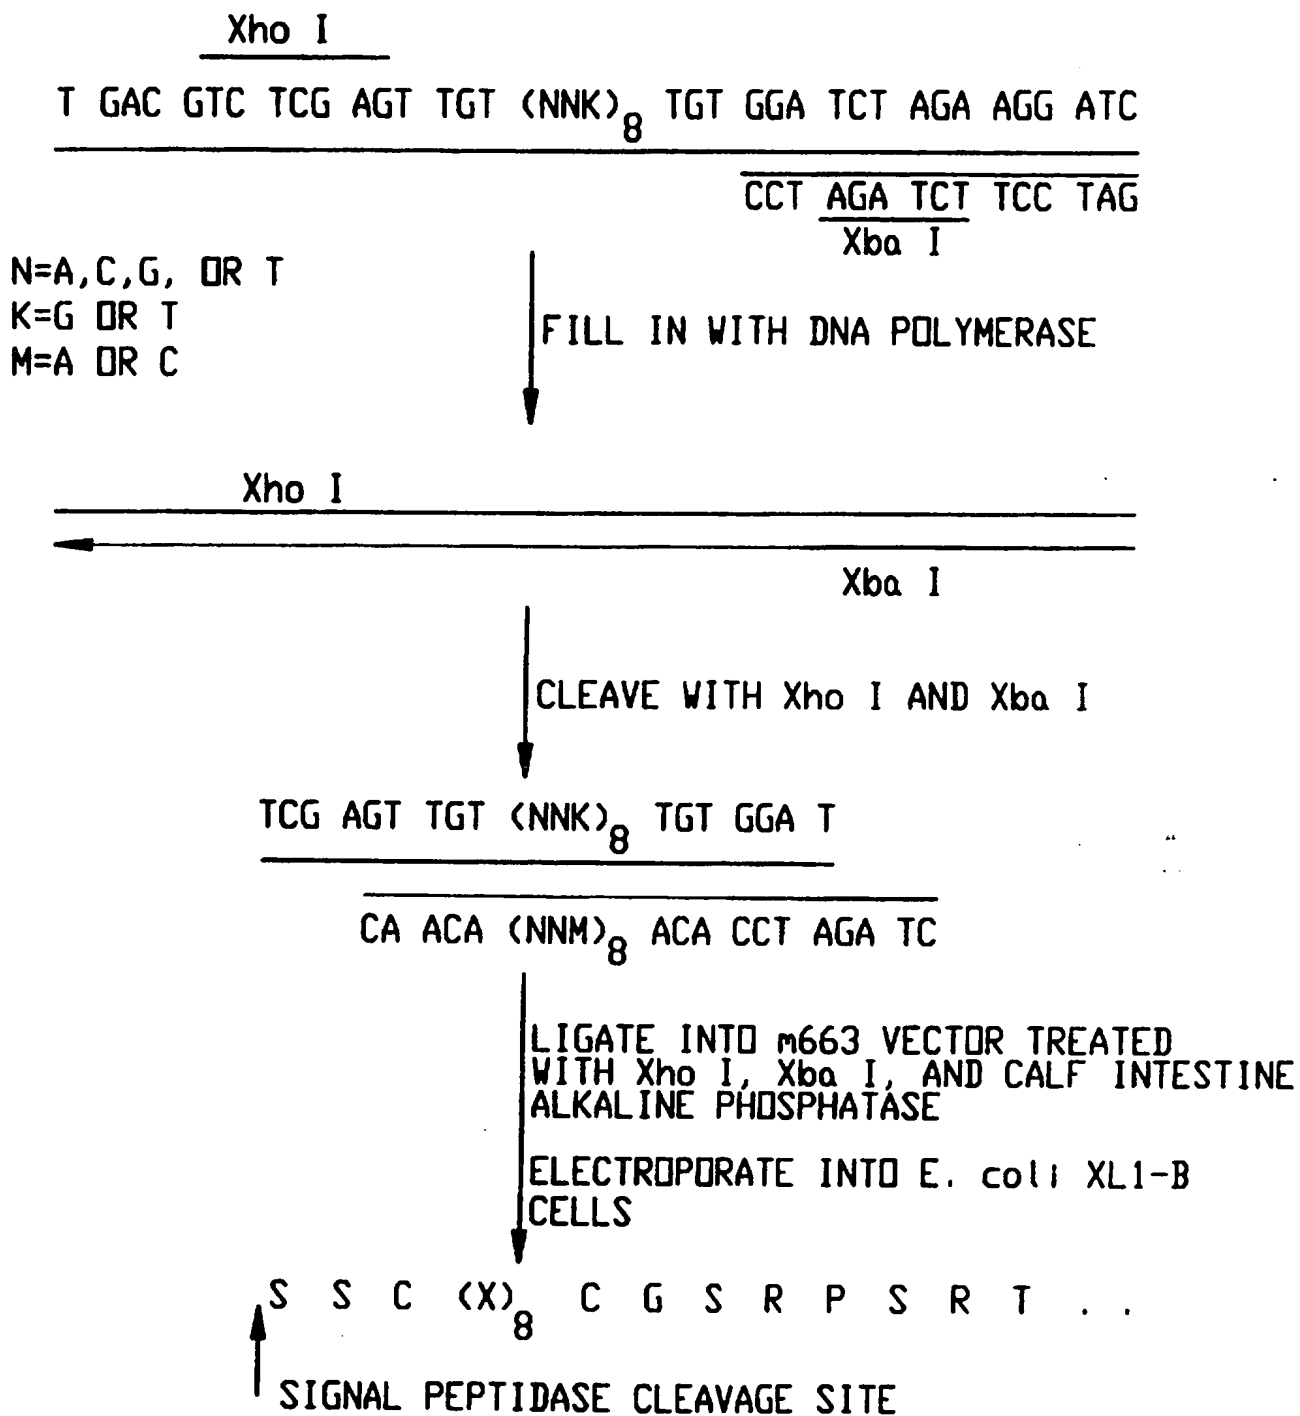 Xho I
T GAC GTC TCG AGT TGT (NNK)8 TGT GGA TCT AGA AGG ATC
CCT AGA TCT TCC TAG
Xba I
N=A,C,G, OR T
K=G OR T
M=A OR C
FILL IN WITH DNA POLYMERASE
Xho I
Xba I
CLEAVE WITH Xho I AND Xba I
TCG AGT TGT (NNK)8 TGT GGA T
CA ACA (NNM)8 ACA CCT AGA TC
LIGATE INTO m663 VECTOR TREATED
WITH Xho I, Xba I, AND CALF INTESTINE
ALKALINE PHOSPHATASE
ELECTROPORATE INTO E. coli XL1-B
CELLS
S S C (X)8 C G S R P S R T . .
SIGNAL PEPTIDASE CLEAVAGE SITE